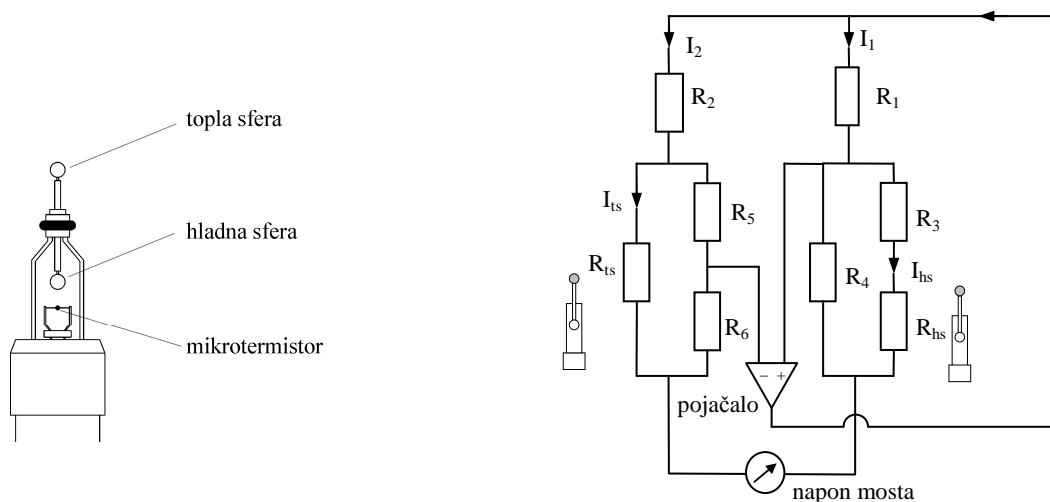 topla sfera
hladna sfera
mikrotermistor
I2
I1
R2
R1
Its
R5
R3
Rts
R4
Ihs
R6
Rhs
− +
pojačalo
napon mosta